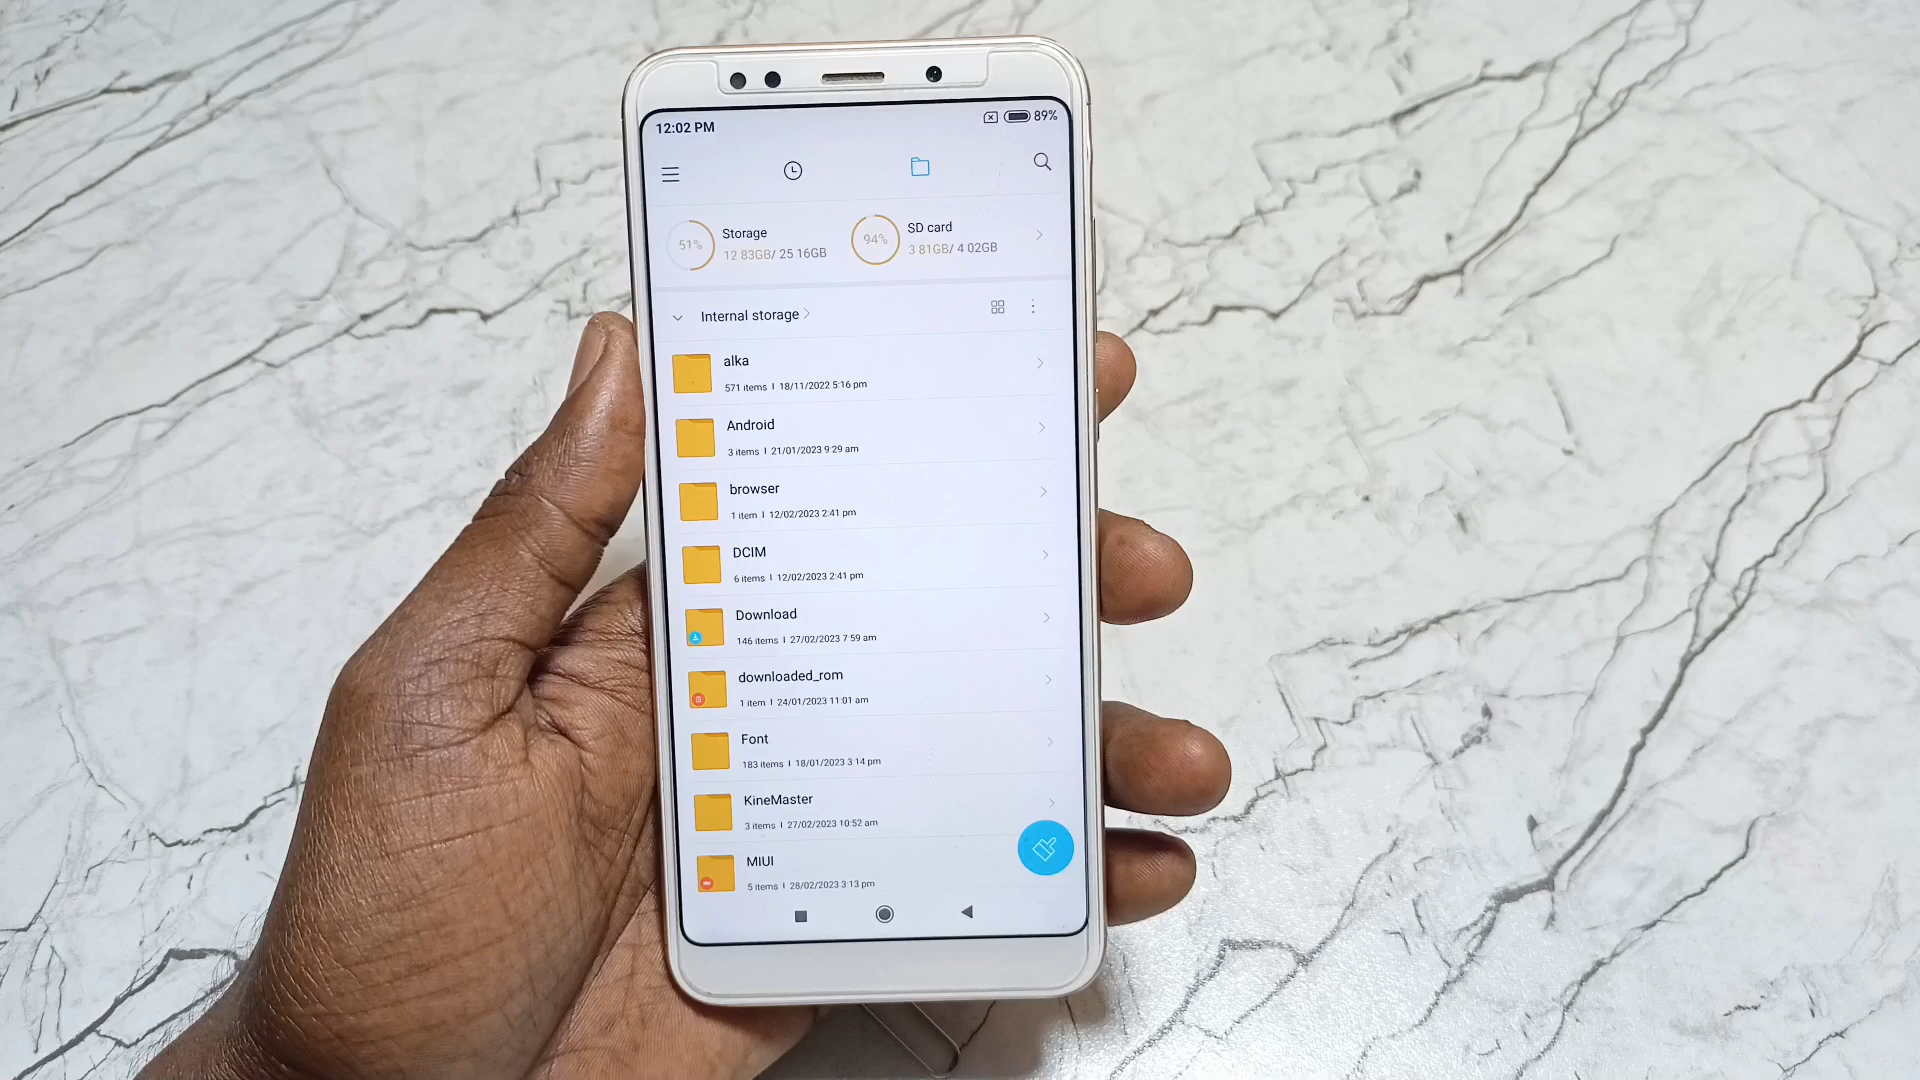 12:02 PM 89%
51% Storage 94% SD card
12 83GB/ 25 16GB 3 81GB/ 4 02GB
Internal storage
alka
571 items | 18/11/2022 5:16 pm
Android
3 items | 21/01/2023 9:29 am
browser
1 item | 12/02/2023 2:41 pm
DCIM
6 items | 12/02/2023 2:41 pm
Download
146 items | 27/02/2023 7 59 am
downloaded_rom
1 item | 24/01/2023 11:01 am
Font
183 items | 18/01/2023 3 14 pm
KineMaster
3 items | 27/02/2023 10:52 am
MIUI
5 items | 28/02/2023 3:13 pm